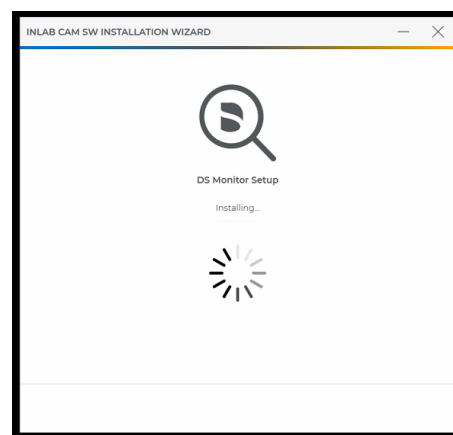 INLAB CAM SW INSTALLATION WIZARD
DS Monitor Setup
Installing...